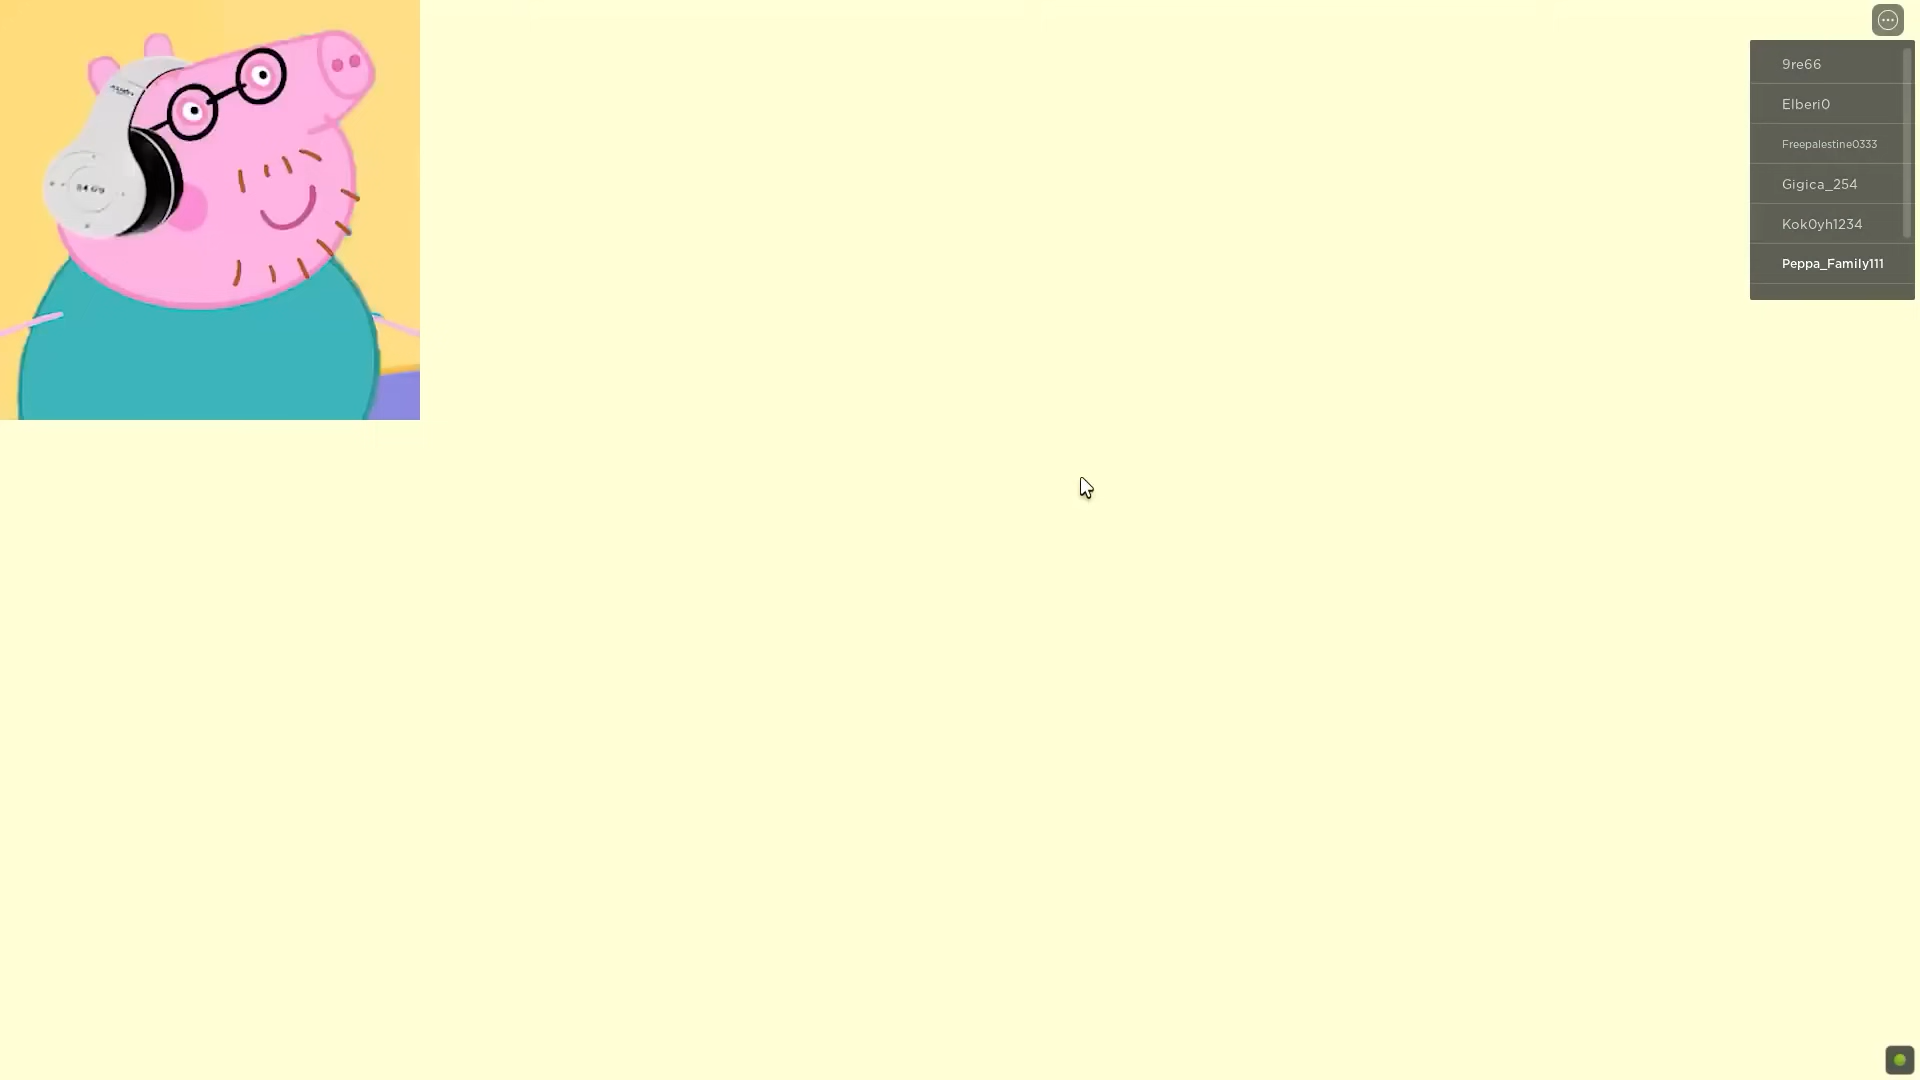 9re66
Elberi0
Freepalestine0333
Gigica_254
Kok0yh1234
Peppa_Family111